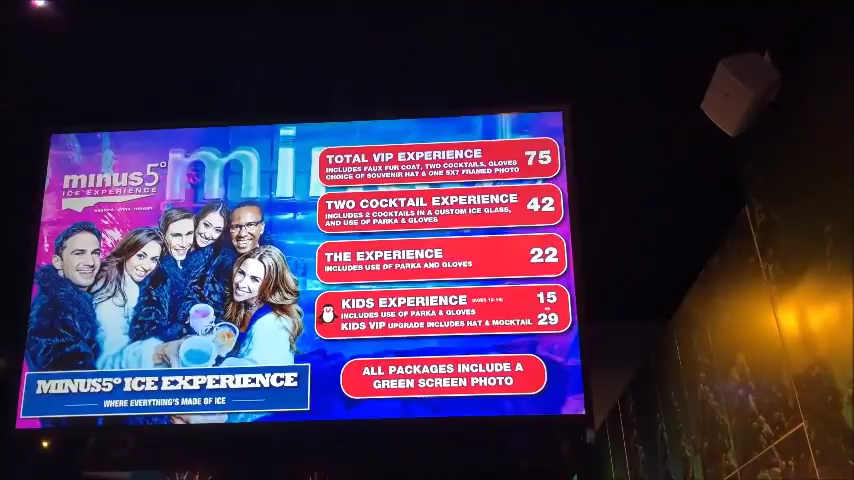 minus5°
ICE EXPERIENCE
TOTAL VIP EXPERIENCE 75
INCLUDES FAUX FUR COAT, TWO COCKTAILS, GLOVES
CHOICE OF SOUVENIR HAT & ONE 5X7 FRAMED PHOTO
TWO COCKTAIL EXPERIENCE 42
INCLUDES 2 COCKTAILS IN A CUSTOM ICE GLASS,
AND USE OF PARKA & GLOVES
THE EXPERIENCE 22
INCLUDES USE OF PARKA AND GLOVES
KIDS EXPERIENCE 15
INCLUDES USE OF PARKA & GLOVES
KIDS VIP UPGRADE INCLUDES HAT & MOCKTAIL 29
ALL PACKAGES INCLUDE A
GREEN SCREEN PHOTO
MINUS5° ICE EXPERIENCE
WHERE EVERYTHING'S MADE OF ICE